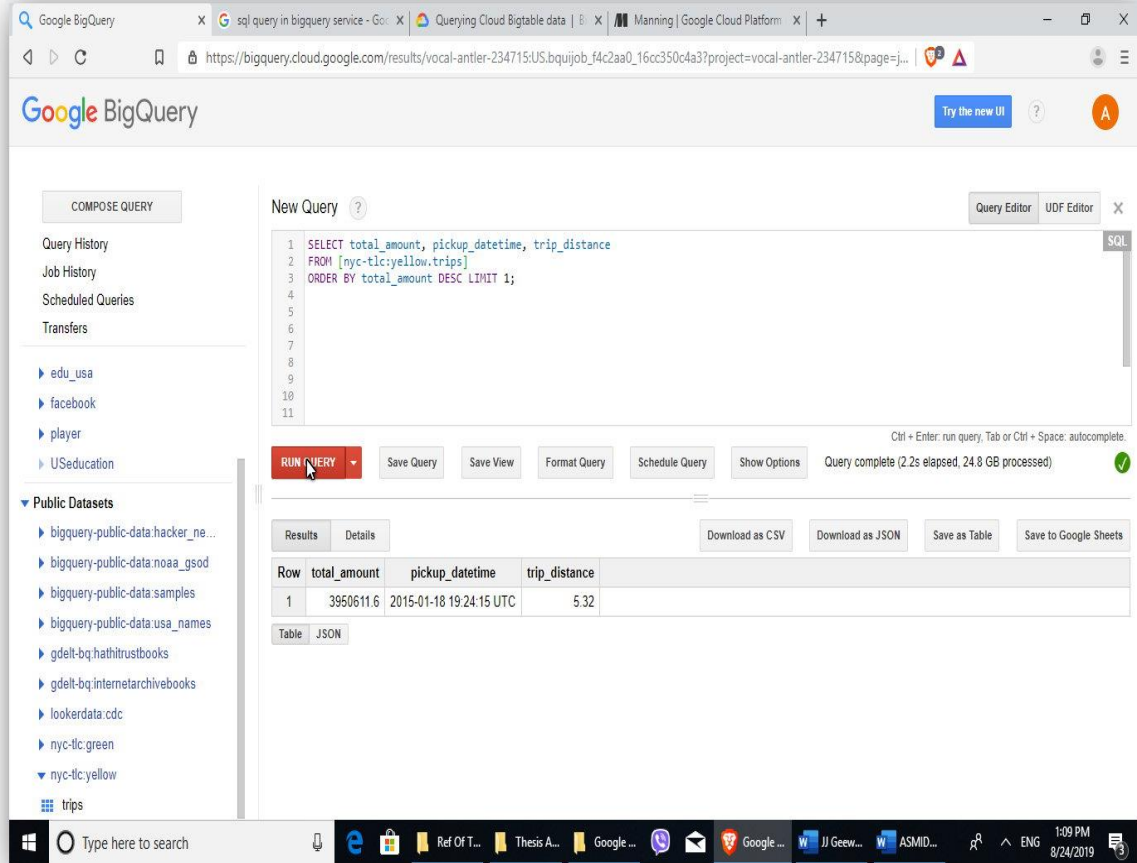 Google BigQuery
sql query in bigquery service - Goo
Querying Cloud Bigtable data | B
Manning | Google Cloud Platform
https://bigquery.cloud.google.com/results/vocal-antler-234715:US.bquijob_f4c2aa0_16cc350c4a3?project=vocal-antler-234715&page=j...
2
Google BigQuery
Try the new UI
?
A
COMPOSE QUERY
Query History
Job History
Scheduled Queries
Transfers
edu_usa
facebook
player
USeducation
Public Datasets
bigquery-public-data:hacker_ne...
bigquery-public-data:noaa_gsod
bigquery-public-data:samples
bigquery-public-data:usa_names
gdelt-bq:hathitrustbooks
gdelt-bq:internetarchivebooks
lookerdata:cdc
nyc-tlc:green
nyc-tlc:yellow
trips
New Query ?
Query Editor UDF Editor X
SQL
1 SELECT total_amount, pickup_datetime, trip_distance
2 FROM [nyc-tlc:yellow.trips]
3 ORDER BY total_amount DESC LIMIT 1;
4
5
6
7
8
9
10
11
Ctrl + Enter: run query, Tab or Ctrl + Space: autocomplete.
RUN QUERY Save Query Save View Format Query Schedule Query Show Options Query complete (2.2s elapsed, 24.8 GB processed)
Results Details Download as CSV Download as JSON Save as Table Save to Google Sheets
Row total_amount pickup_datetime trip_distance
1 3950611.6 2015-01-18 19:24:15 UTC 5.32
Table JSON
Type here to search
Ref Of T... Thesis A... Google ... Google ... JJ Geew... ASMID...
ENG
1:09 PM
8/24/2019
3